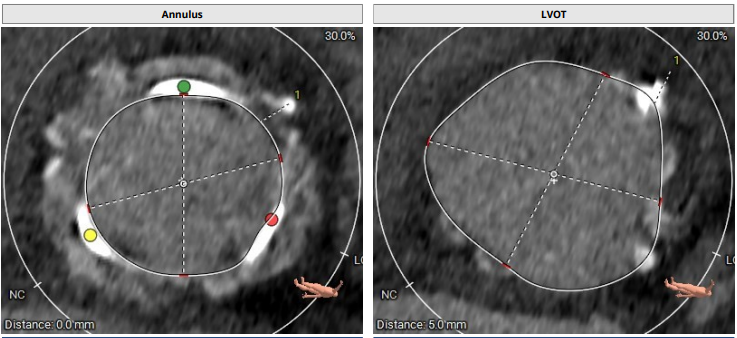 Annulus
LVOT
30.0%
1
NC
Distance: 0.0 mm
30.0%
1
NC
Distance: 5.0 mm